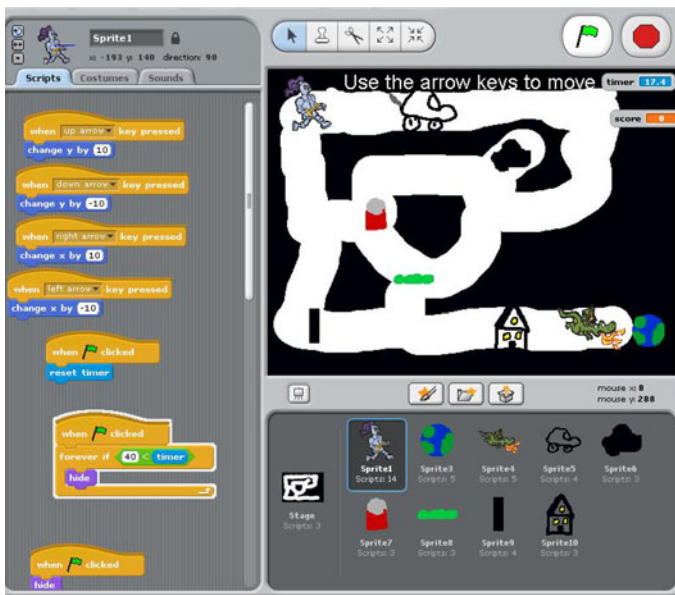 Sprite1
x: -193 y: 140 direction: 90
Scripts Costumes Sounds
when up arrow key pressed
change y by 10
when down arrow key pressed
change y by -10
when right arrow key pressed
change x by 10
when left arrow key pressed
change x by -10
when clicked
reset timer
when clicked
forever if 40 < timer
hide
when clicked
hide
Use the arrow keys to move
timer 17.4
score 0
mouse x: 0
mouse y: 288
Stage
Scripts: 3
Sprite1
Scripts: 14
Sprite3
Scripts: 5
Sprite4
Scripts: 5
Sprite5
Scripts: 4
Sprite6
Scripts: 3
Sprite7
Scripts: 3
Sprite8
Scripts: 3
Sprite9
Scripts: 4
Sprite10
Scripts: 3